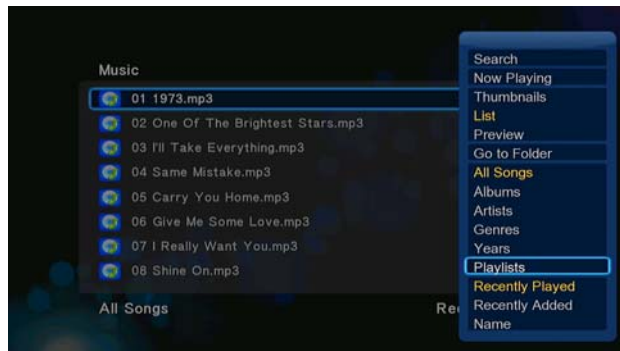 Music
01 1973.mp3
02 One Of The Brightest Stars.mp3
03 I'll Take Everything.mp3
04 Same Mistake.mp3
05 Carry You Home.mp3
06 Give Me Some Love.mp3
07 I Really Want You.mp3
08 Shine On.mp3
All Songs
Search
Now Playing
Thumbnails
List
Preview
Go to Folder
All Songs
Albums
Artists
Genres
Years
Playlists
Recently Played
Recently Added
Name